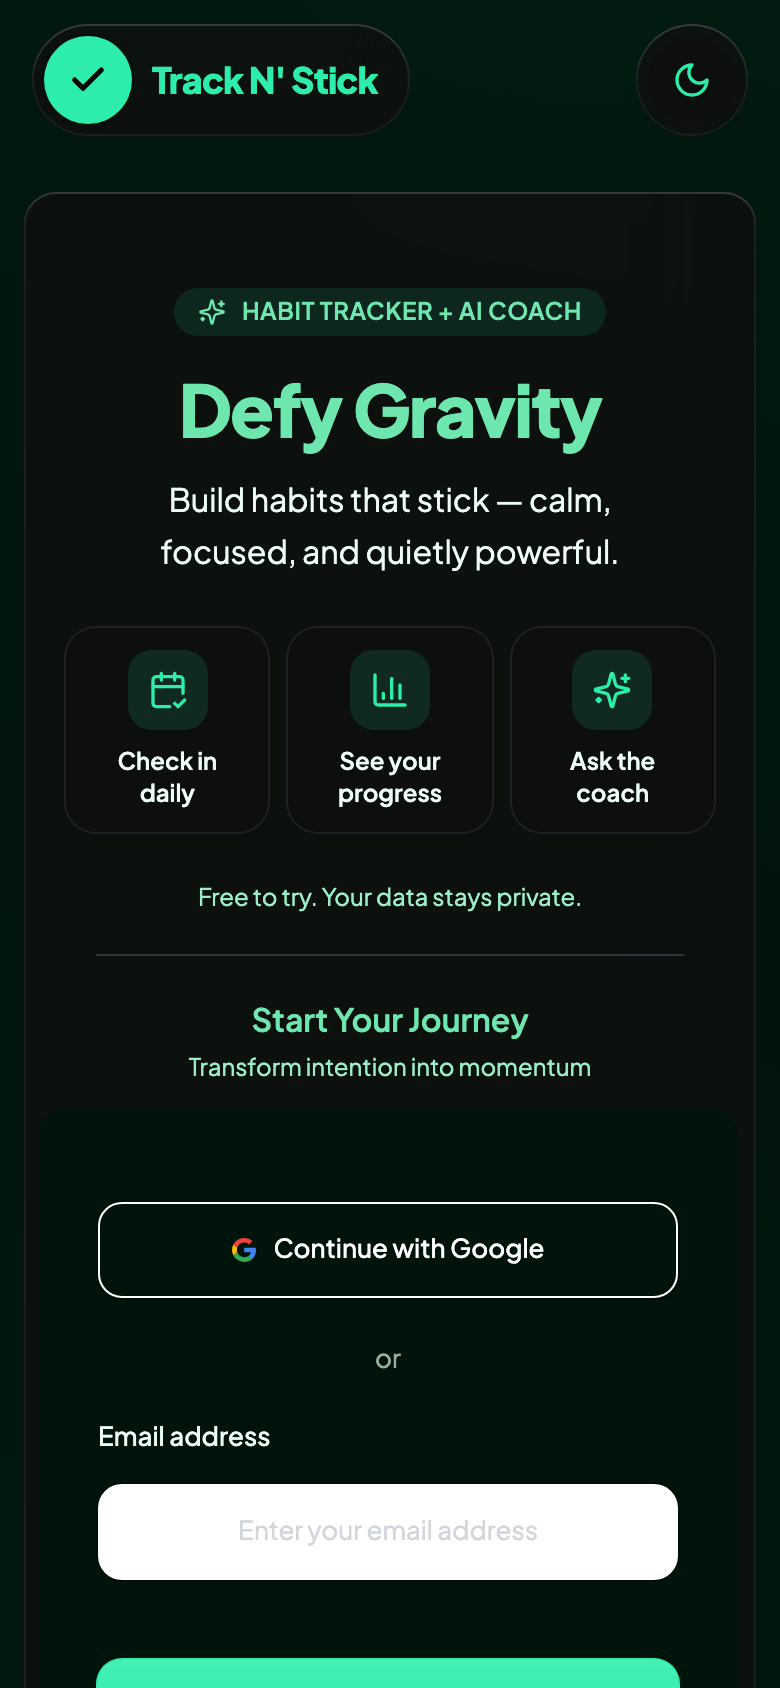 Track N' Stick
HABIT TRACKER + AI COACH
Defy Gravity
Build habits that stick — calm,
focused, and quietly powerful.
Check in
daily
See your
progress
Ask the
coach
Free to try. Your data stays private.
Start Your Journey
Transform intention into momentum
Continue with Google
or
Email address
Enter your email address